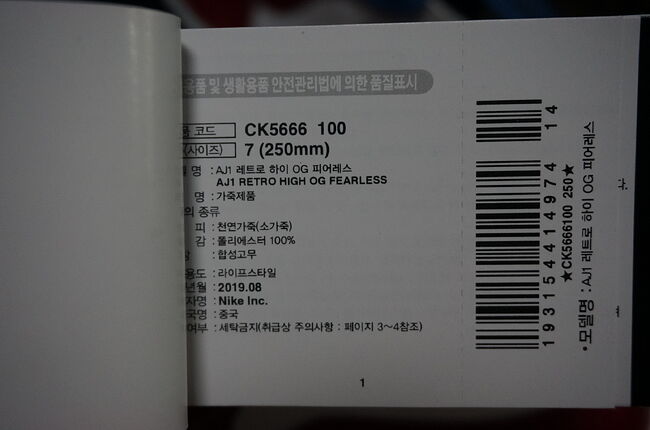 용품 및 생활용품 안전관리법에 의한 품질표시
품 코드 CK5666 100
(사이즈) 7 (250mm)
명 : AJ1 레트로 하이 OG 피어레스
AJ1 RETRO HIGH OG FEARLESS
명 : 가죽제품
의 종류
피 : 천연가죽(소가죽)
감 : 폴리에스터 100%
창 : 합성고무
용도 : 라이프스타일
년월 : 2019.08
자명 : Nike Inc.
국명 : 중국
여부 : 세탁금지(취급상 주의사항 : 페이지 3~4참조)
1
193154414974 14
★CK5666100 250★
• 모델명 : AJ1 레트로 하이 OG 피어레스